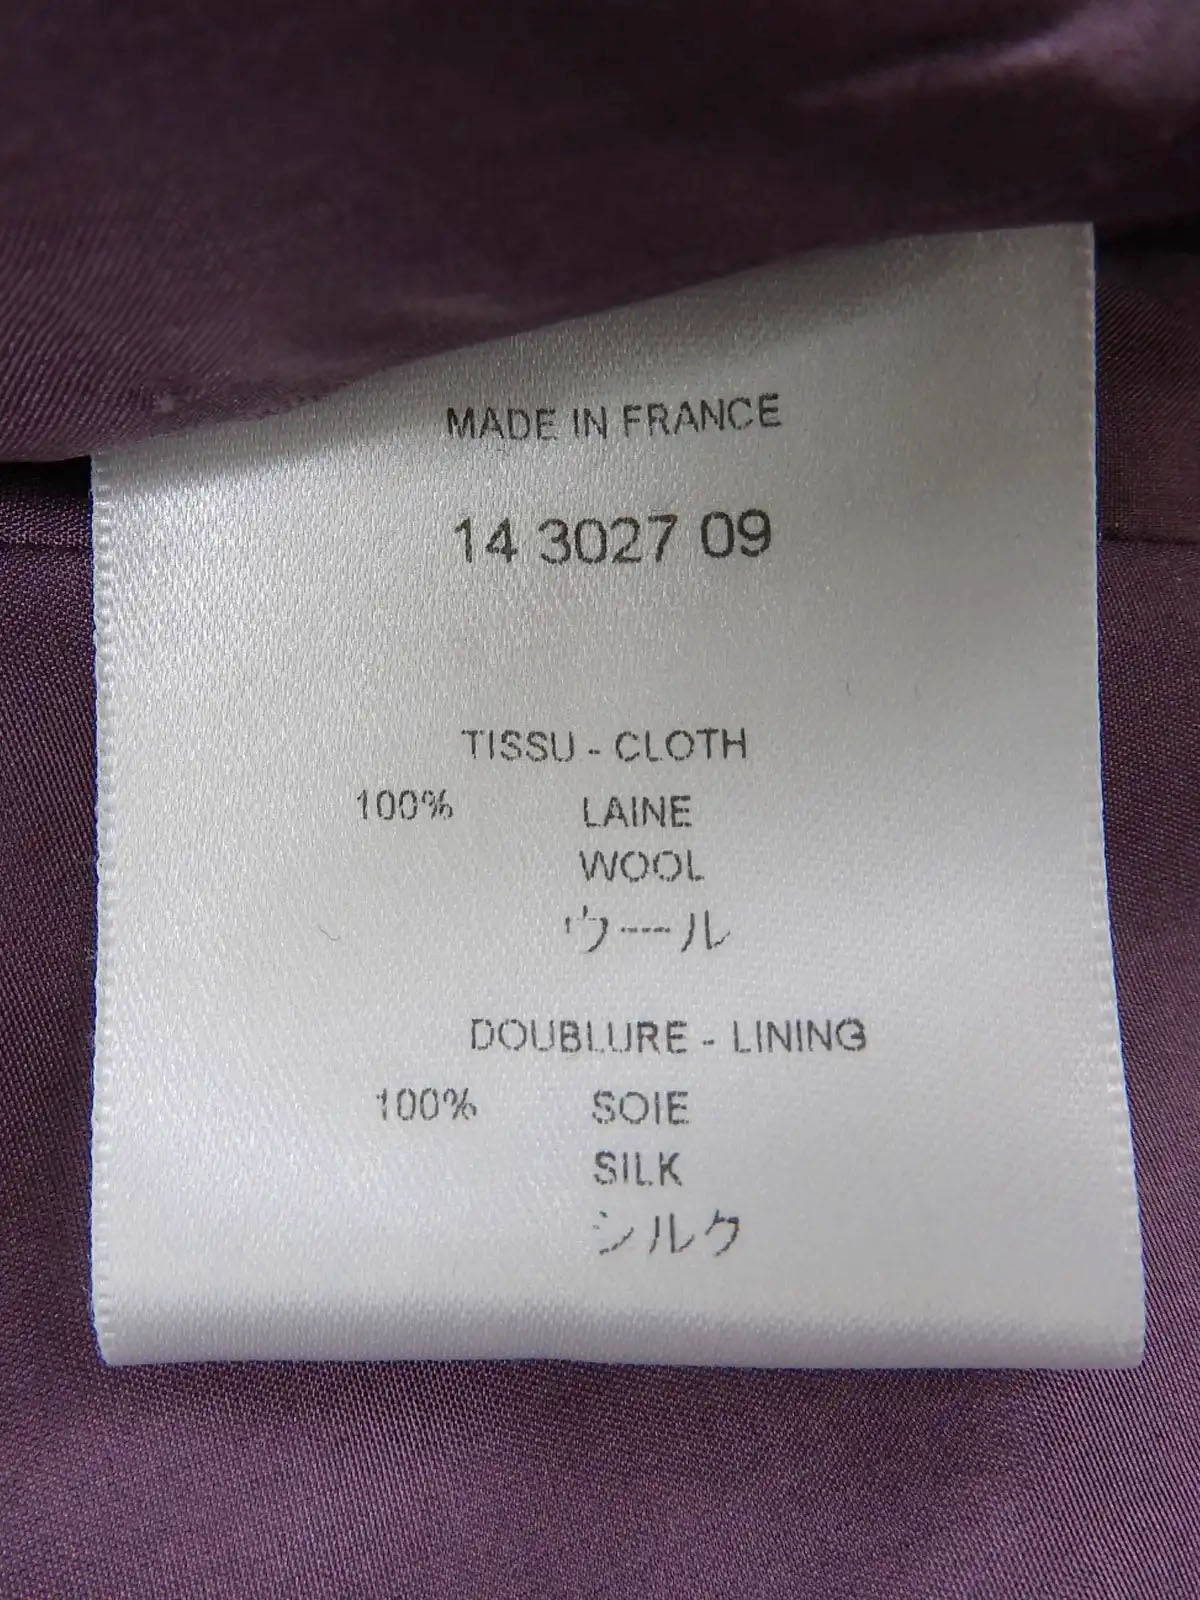 MADE IN FRANCE
14 3027 09
TISSU - CLOTH
100% LAINE
WOOL
ウール
DOUBLURE - LINING
100% SOIE
SILK
シルク